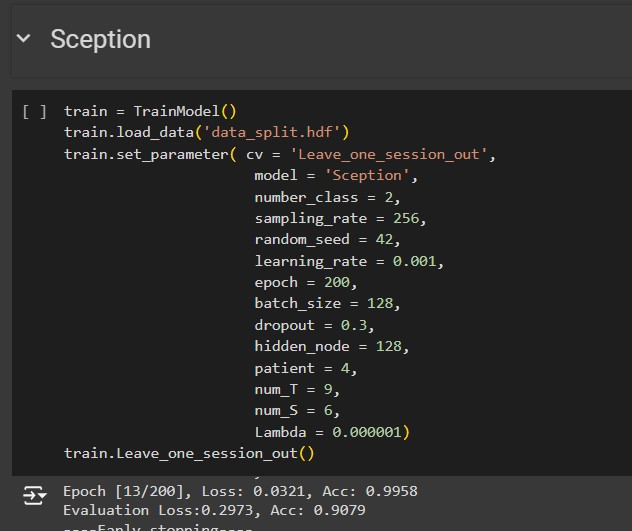 Sception
[ ] train = TrainModel()
train.load_data('data_split.hdf')
train.set_parameter( cv = 'Leave_one_session_out',
model = 'Sception',
number_class = 2,
sampling_rate = 256,
random_seed = 42,
learning_rate = 0.001,
epoch = 200,
batch_size = 128,
dropout = 0.3,
hidden_node = 128,
patient = 4,
num_T = 9,
num_S = 6,
Lambda = 0.000001)
train.Leave_one_session_out()
Epoch [13/200], Loss: 0.0321, Acc: 0.9958
Evaluation Loss:0.2973, Acc: 0.9079
----Early stopping----